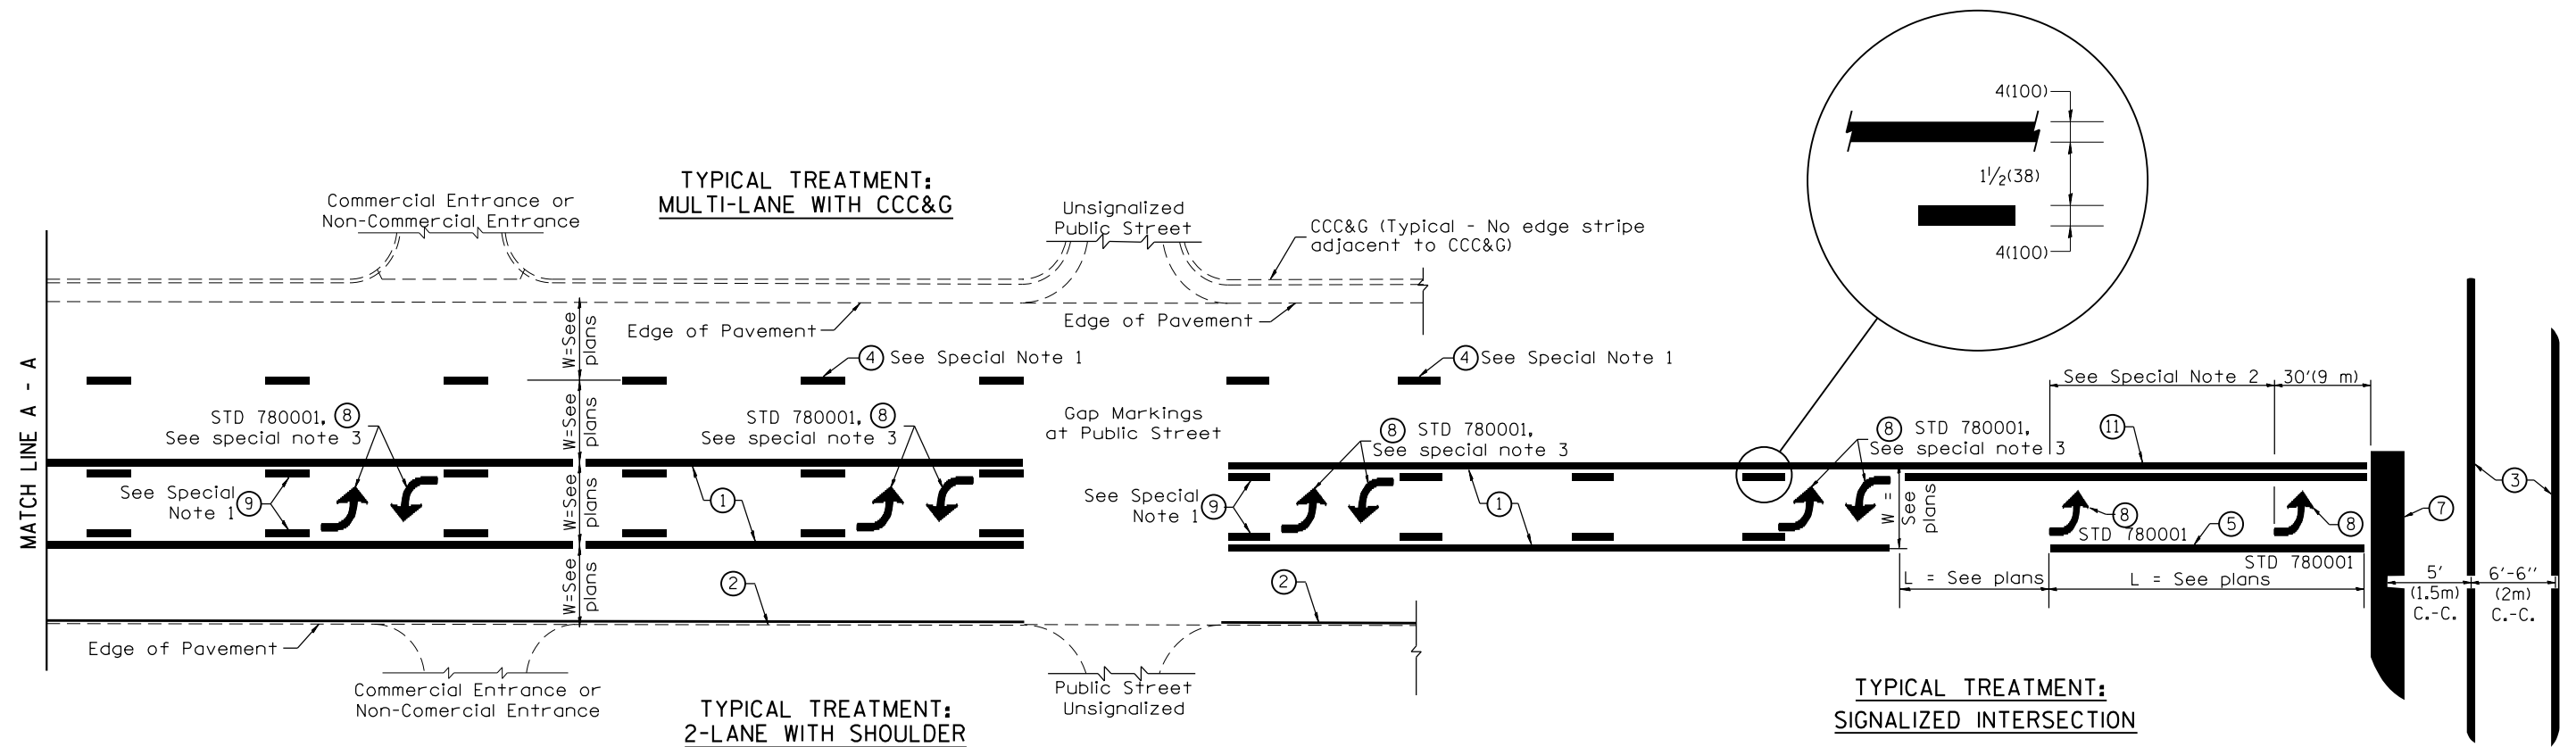 TYPICAL TREATMENT:
MULTI-LANE WITH CCC&G
Commercial Entrance or
Non-Commercial Entrance
Unsignalized
Public Street
CCC&G (Typical - No edge stripe
adjacent to CCC&G)
4(100)
1 1/2(38)
4(100)
Edge of Pavement
Edge of Pavement
MATCH LINE A - A
W=See
plans
W=See
plans
W=See
plans
W=See
plans
4 See Special Note 1
4 See Special Note 1
STD 780001, 8
See special note 3
STD 780001, 8
See special note 3
Gap Markings
at Public Street
8 STD 780001,
See special note 3
8 STD 780001,
See special note 3
See Special Note 2
30'(9 m)
11
See Special
Note 1
9
1
See Special
Note 1
9
1
W =
See
plans
8
STD 780001
5
8
STD 780001
7
3
2
2
L = See plans
L = See plans
5'
(1.5m)
C.-C.
6'-6"
(2m)
C.-C.
Edge of Pavement
Commercial Entrance or
Non-Comercial Entrance
Public Street
Unsignalized
TYPICAL TREATMENT:
2-LANE WITH SHOULDER
TYPICAL TREATMENT:
SIGNALIZED INTERSECTION